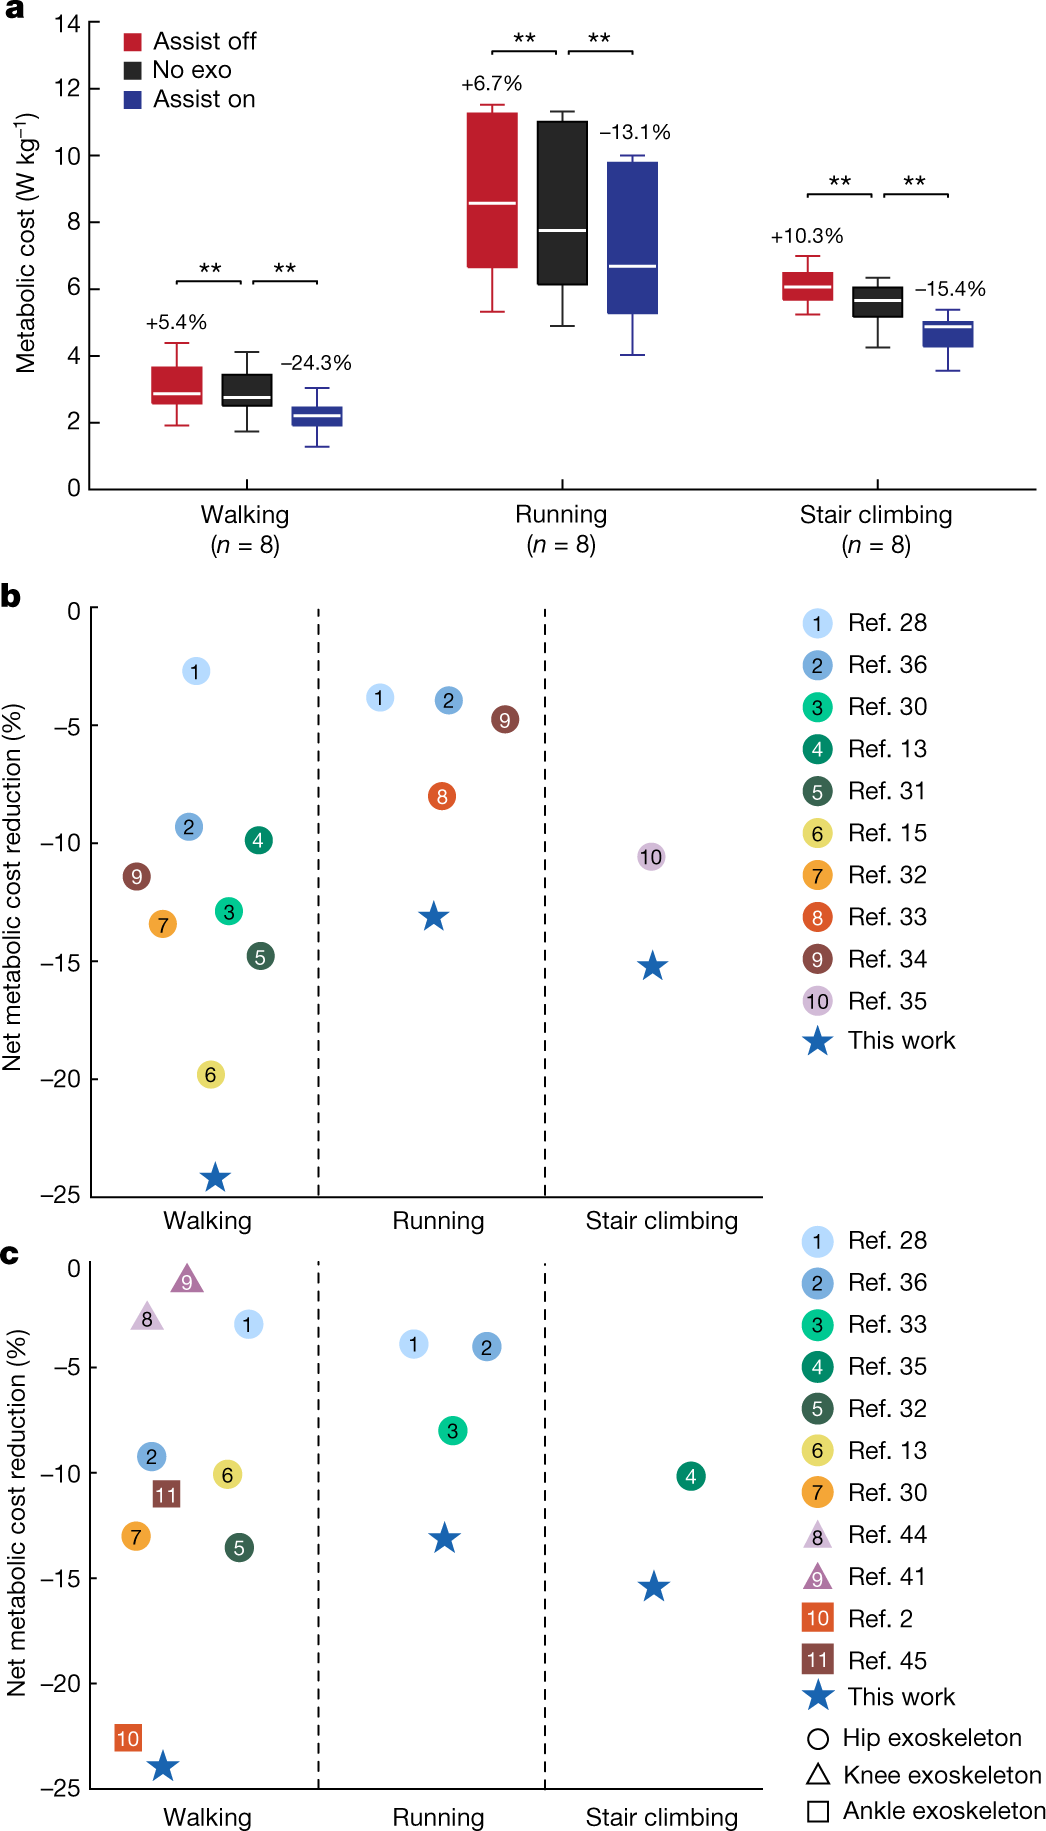 a
14
12
10
8
6
4
2
0
Metabolic cost (W kg⁻¹)
Assist off
No exo
Assist on
** **
+5.4%
−24.3%
** **
+6.7%
−13.1%
** **
+10.3%
−15.4%
Walking Running Stair climbing
(n = 8) (n = 8) (n = 8)
b
0
−5
−10
−15
−20
−25
Net metabolic cost reduction (%)
1
2
4
9
7
3
5
6
1
2
9
8
10
Walking Running Stair climbing
1 Ref. 28
2 Ref. 36
3 Ref. 30
4 Ref. 13
5 Ref. 31
6 Ref. 15
7 Ref. 32
8 Ref. 33
9 Ref. 34
10 Ref. 35
This work
c
0
−5
−10
−15
−20
−25
Net metabolic cost reduction (%)
9
8
1
2
6
11
7
5
10
1
2
3
4
Walking Running Stair climbing
1 Ref. 28
2 Ref. 36
3 Ref. 33
4 Ref. 35
5 Ref. 32
6 Ref. 13
7 Ref. 30
8 Ref. 44
9 Ref. 41
10 Ref. 2
11 Ref. 45
This work
Hip exoskeleton
Knee exoskeleton
Ankle exoskeleton